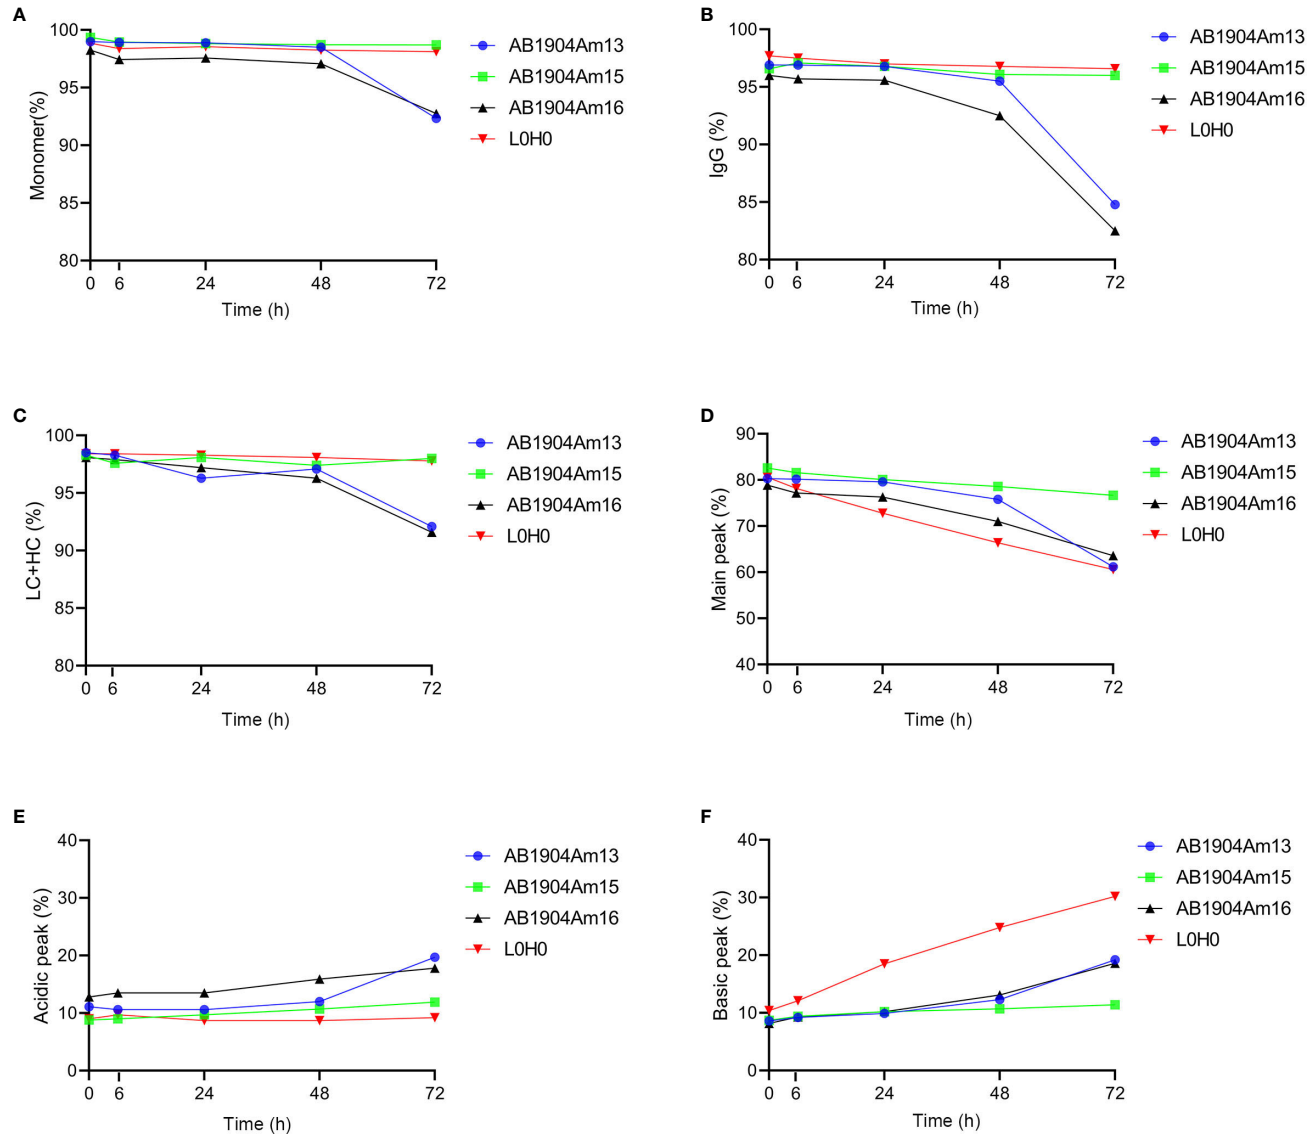 A
100
95
90
85
80
Monomer(%)
0 6 24 48 72
Time (h)
AB1904Am13
AB1904Am15
AB1904Am16
L0H0
B
100
95
90
85
80
IgG (%)
0 6 24 48 72
Time (h)
AB1904Am13
AB1904Am15
AB1904Am16
L0H0
C
100
95
90
85
80
LC+HC (%)
0 6 24 48 72
Time (h)
AB1904Am13
AB1904Am15
AB1904Am16
L0H0
D
90
80
70
60
50
40
Main peak (%)
0 6 24 48 72
Time (h)
AB1904Am13
AB1904Am15
AB1904Am16
L0H0
E
40
30
20
10
0
Acidic peak (%)
0 6 24 48 72
Time (h)
AB1904Am13
AB1904Am15
AB1904Am16
L0H0
F
40
30
20
10
0
Basic peak (%)
0 6 24 48 72
Time (h)
AB1904Am13
AB1904Am15
AB1904Am16
L0H0